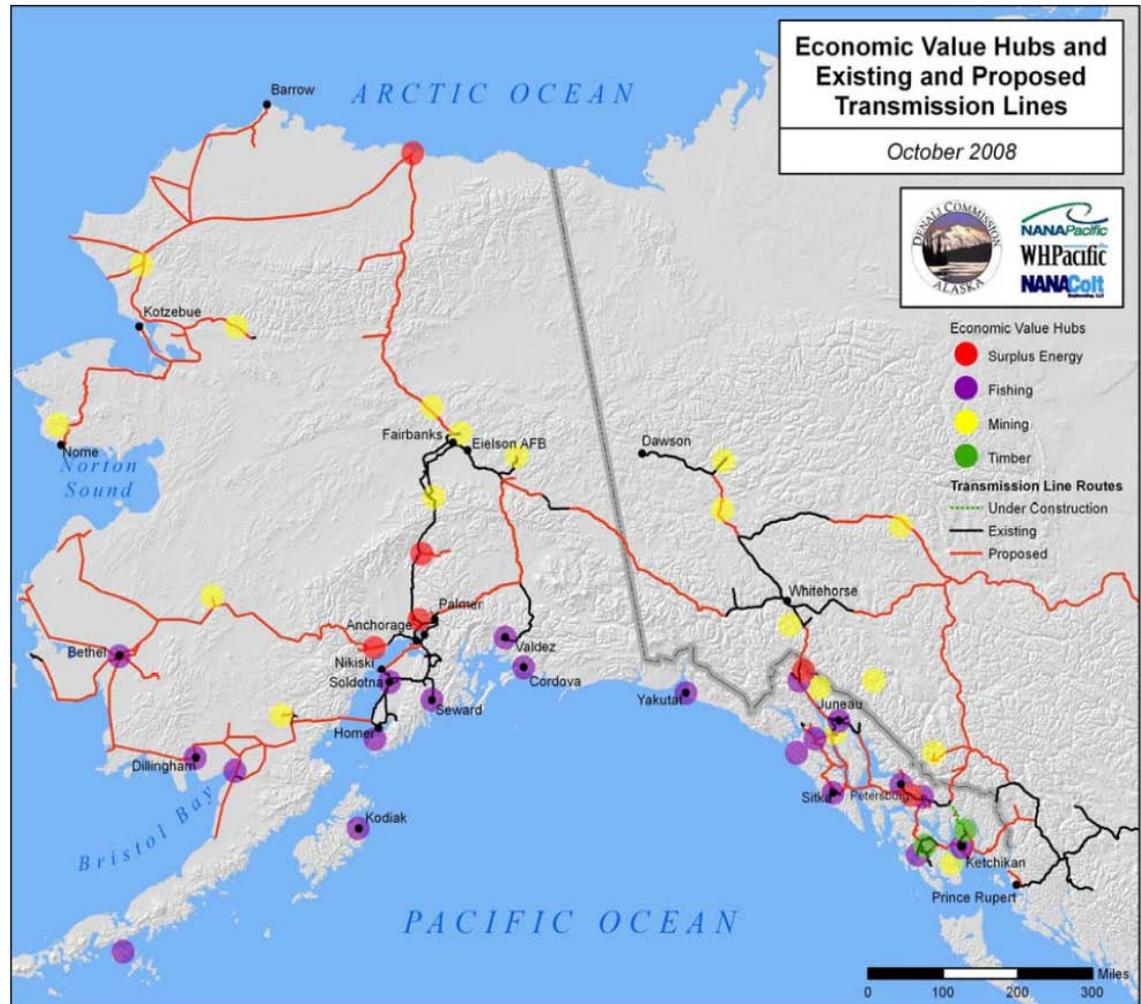 Economic Value Hubs and
Existing and Proposed
Transmission Lines
October 2008
DENALI COMMISSION
ALASKA
NANAPacific
WHPacific
NANAColt
Economic Value Hubs
Surplus Energy
Fishing
Mining
Timber
Transmission Line Routes
Under Construction
Existing
Proposed
ARCTIC OCEAN
Barrow
Kotzebue
Nome
Norton
Sound
Fairbanks
Eielson AFB
Dawson
Whitehorse
Palmer
Anchorage
Valdez
Cordova
Nikiski
Soldotna
Seward
Homer
Bethel
Dillingham
Bristol Bay
Kodiak
Yakutat
Juneau
Sitka
Petersburg
Ketchikan
Prince Rupert
PACIFIC OCEAN
Miles
0 100 200 300